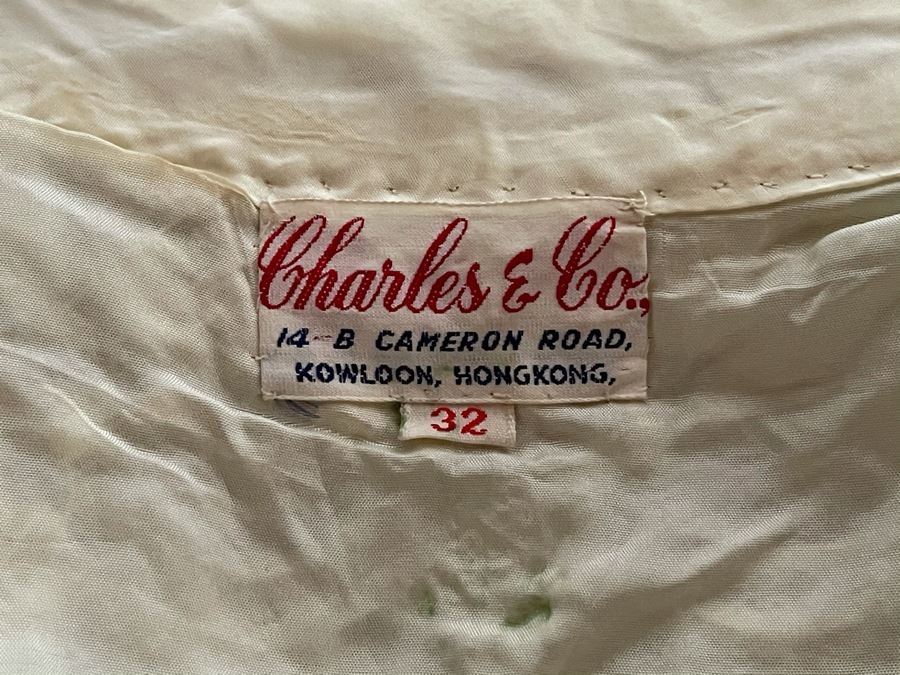 Charles & Co.,
14-B CAMERON ROAD,
KOWLOON, HONGKONG,
32